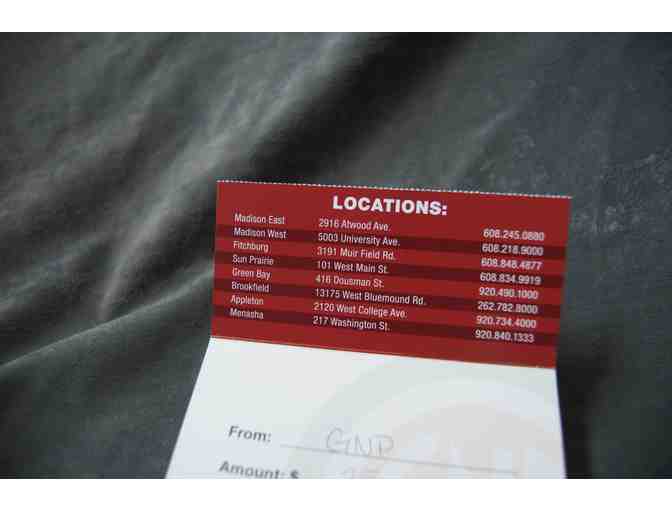 LOCATIONS:
Madison East 2916 Atwood Ave. 608.245.0880
Madison West 5003 University Ave. 608.218.9000
Fitchburg 3191 Muir Field Rd. 608.848.4877
Sun Prairie 101 West Main St. 608.834.9919
Green Bay 416 Dousman St. 920.490.1000
Brookfield 13175 West Bluemound Rd. 262.782.8000
Appleton 2120 West College Ave. 920.734.4000
Menasha 217 Washington St. 920.840.1333
From: GNP
Amount: $